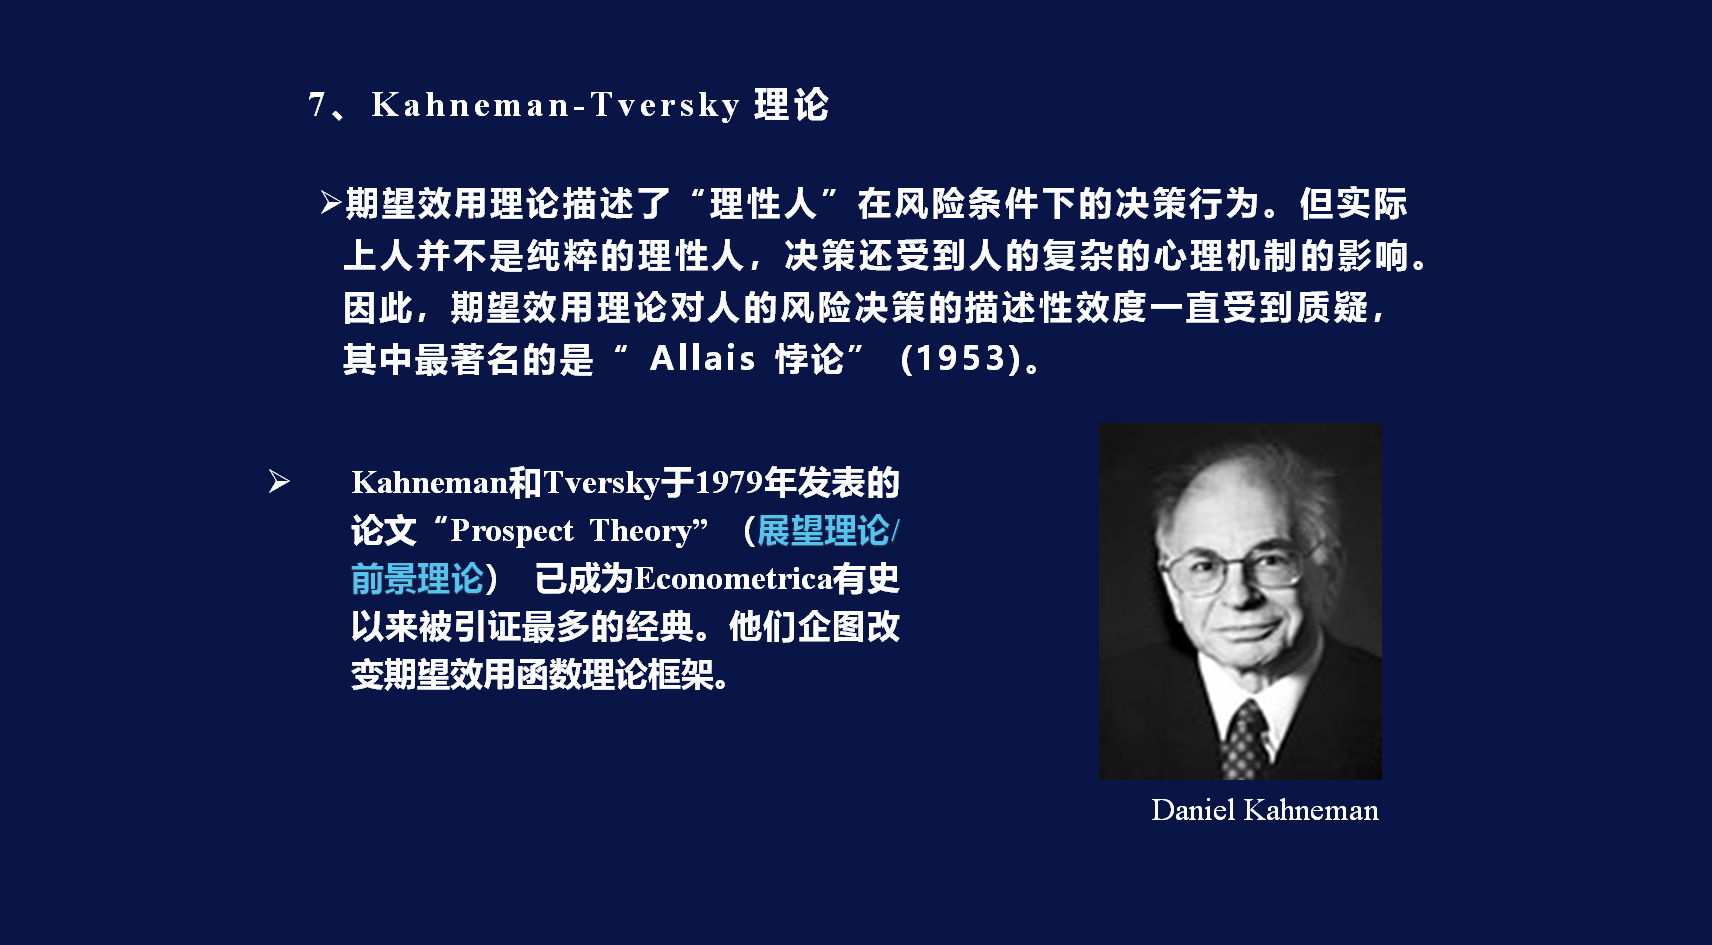 7、Kahneman-Tversky 理论
➢期望效用理论描述了“理性人”在风险条件下的决策行为。但实际
上人并不是纯粹的理性人，决策还受到人的复杂的心理机制的影响。
因此，期望效用理论对人的风险决策的描述性效度一直受到质疑，
其中最著名的是“ Allais 悖论” (1953)。
➢ Kahneman和Tversky于1979年发表的
论文“Prospect Theory”（展望理论/
前景理论） 已成为Econometrica有史
以来被引证最多的经典。他们企图改
变期望效用函数理论框架。
Daniel Kahneman